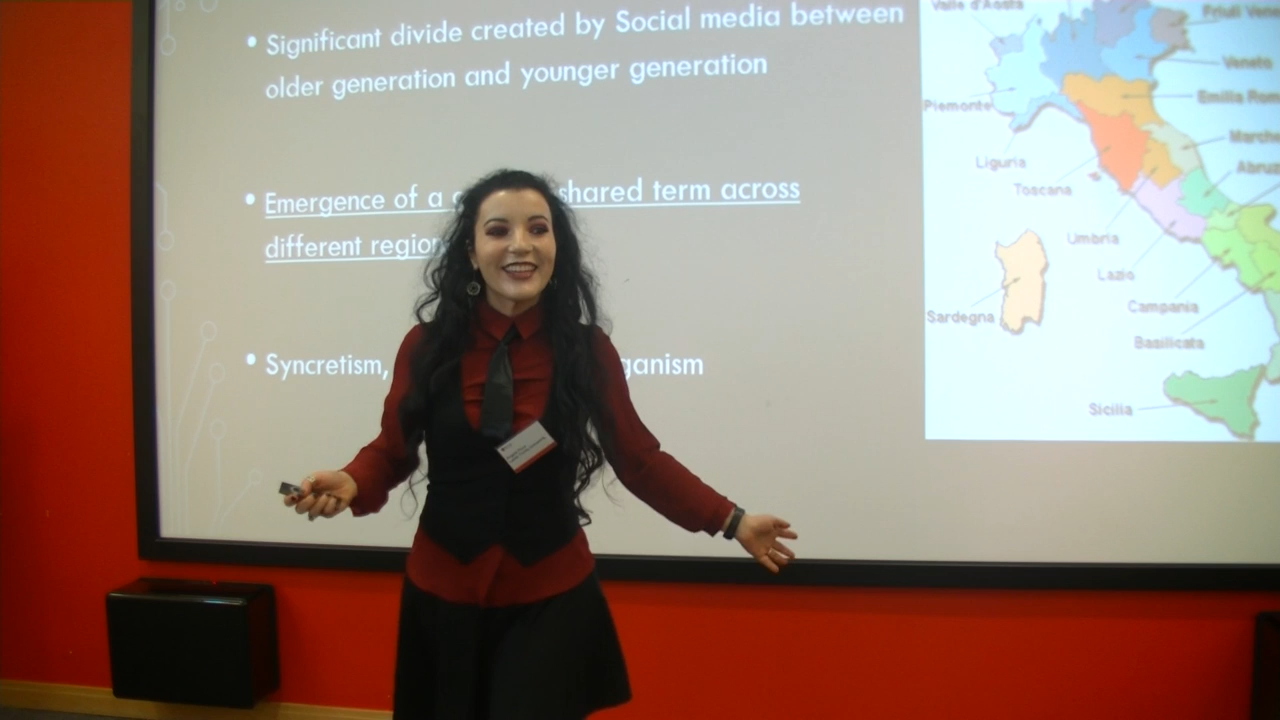 • Significant divide created by Social media between
older generation and younger generation
• Emergence of a shared term across
different region
• Syncretism, ganism
Valle d'Aosta
Friuli Vene
Veneto
Piemonte
Emilia Rom
Marche
Liguria
Abruz
Toscana
Umbria
Lazio
Campania
Sardegna
Basilicata
Sicilia